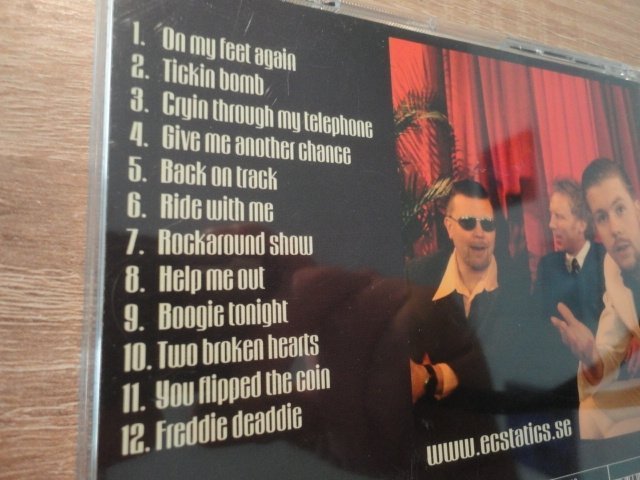 1. On my feet again
2. Tickin bomb
3. Cryin through my telephone
4. Give me another chance
5. Back on track
6. Ride with me
7. Rockaround show
8. Help me out
9. Boogie tonight
10. Two broken hearts
11. You flipped the coin
12. Freddie deaddie
www.ecstatics.se